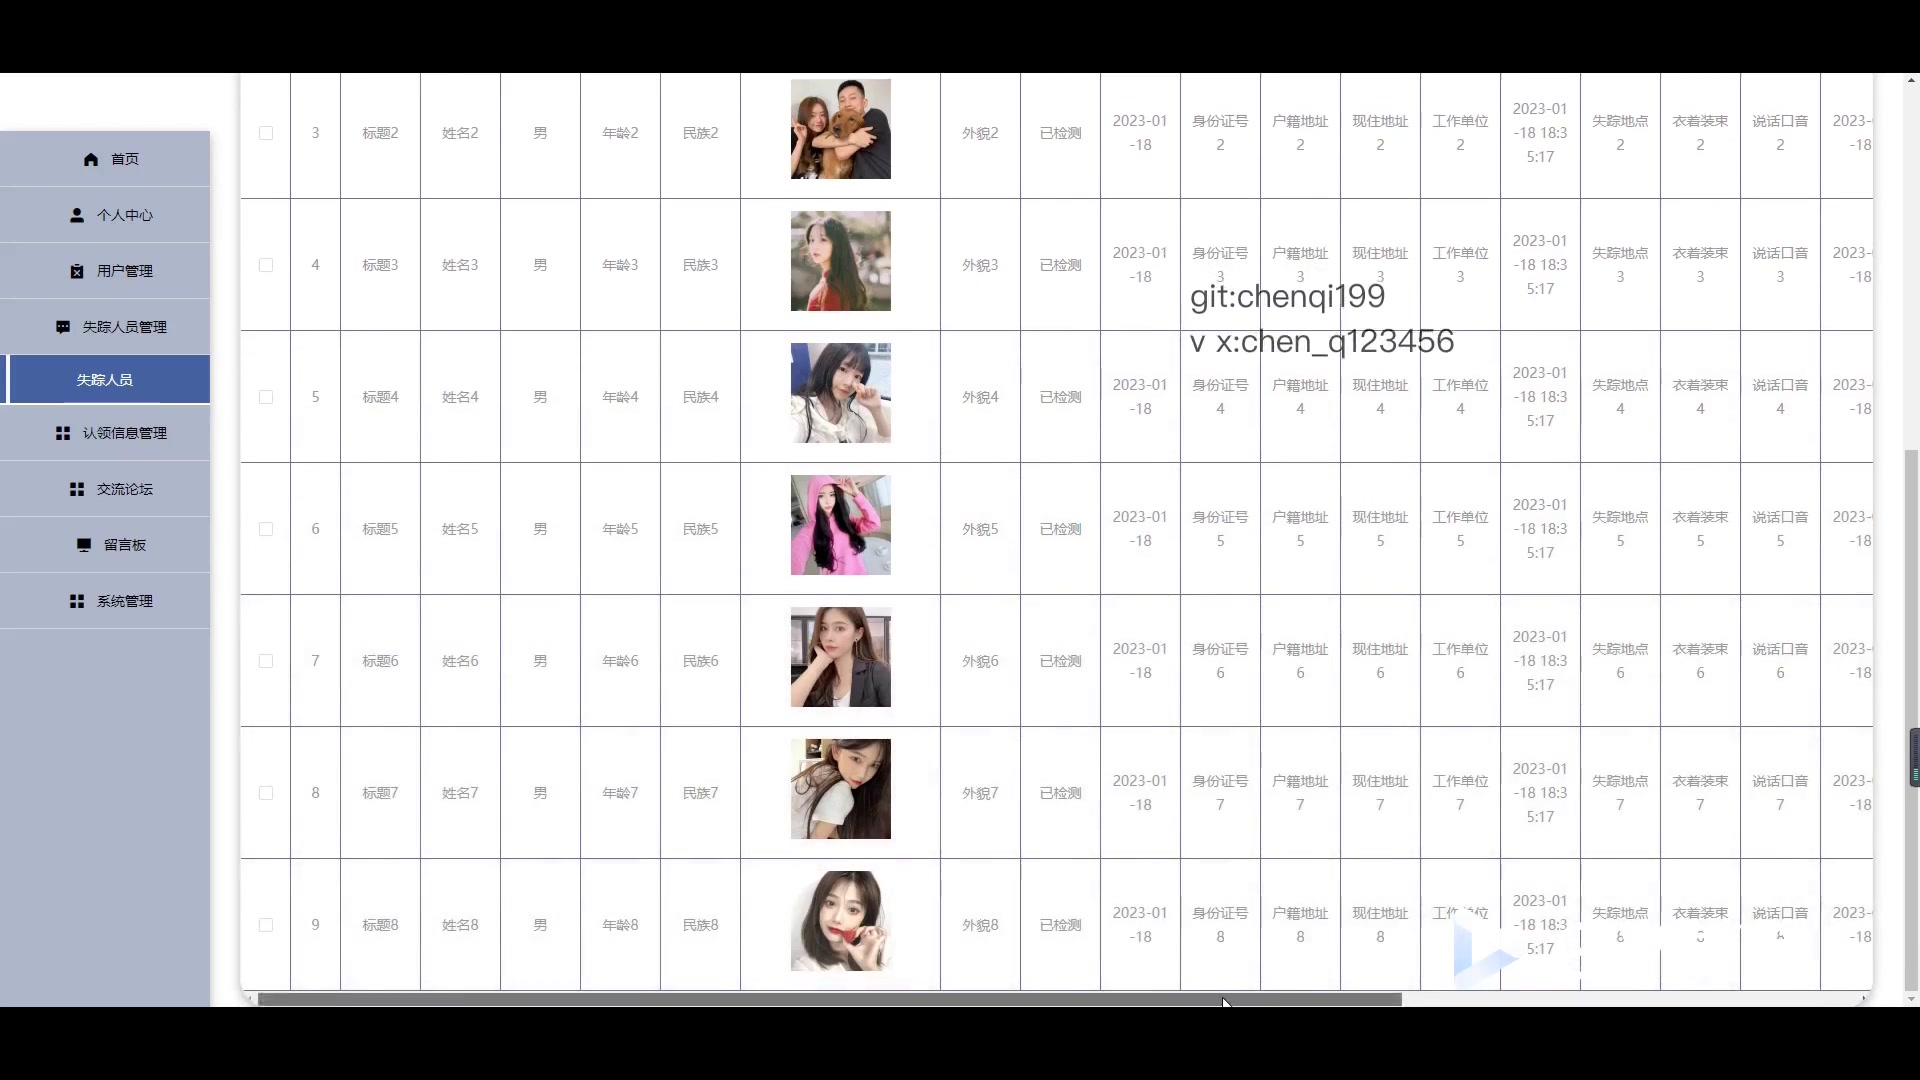 首页
个人中心
用户管理
失踪人员管理
失踪人员
认领信息管理
交流论坛
留言板
系统管理
3 标题2 姓名2 男 年龄2 民族2 外貌2 已检测 2023-01-18 身份证号2 户籍地址2 现住地址2 工作单位2 2023-01-18 18:35:17 失踪地点2 衣着装束2 说话口音2 2023- -18
4 标题3 姓名3 男 年龄3 民族3 外貌3 已检测 2023-01-18 身份证号3 户籍地址3 现住地址3 工作单位3 2023-01-18 18:35:17 失踪地点3 衣着装束3 说话口音3 2023- -18
git:chenqi199
v x:chen_q123456
5 标题4 姓名4 男 年龄4 民族4 外貌4 已检测 2023-01-18 身份证号4 户籍地址4 现住地址4 工作单位4 2023-01-18 18:35:17 失踪地点4 衣着装束4 说话口音4 2023- -18
6 标题5 姓名5 男 年龄5 民族5 外貌5 已检测 2023-01-18 身份证号5 户籍地址5 现住地址5 工作单位5 2023-01-18 18:35:17 失踪地点5 衣着装束5 说话口音5 2023- -18
7 标题6 姓名6 男 年龄6 民族6 外貌6 已检测 2023-01-18 身份证号6 户籍地址6 现住地址6 工作单位6 2023-01-18 18:35:17 失踪地点6 衣着装束6 说话口音6 2023- -18
8 标题7 姓名7 男 年龄7 民族7 外貌7 已检测 2023-01-18 身份证号7 户籍地址7 现住地址7 工作单位7 2023-01-18 18:35:17 失踪地点7 衣着装束7 说话口音7 2023- -18
9 标题8 姓名8 男 年龄8 民族8 外貌8 已检测 2023-01-18 身份证号8 户籍地址8 现住地址8 工作单位 2023-01-18 18:35:17 失踪地点8 衣着装束 说话口音 2023- -18